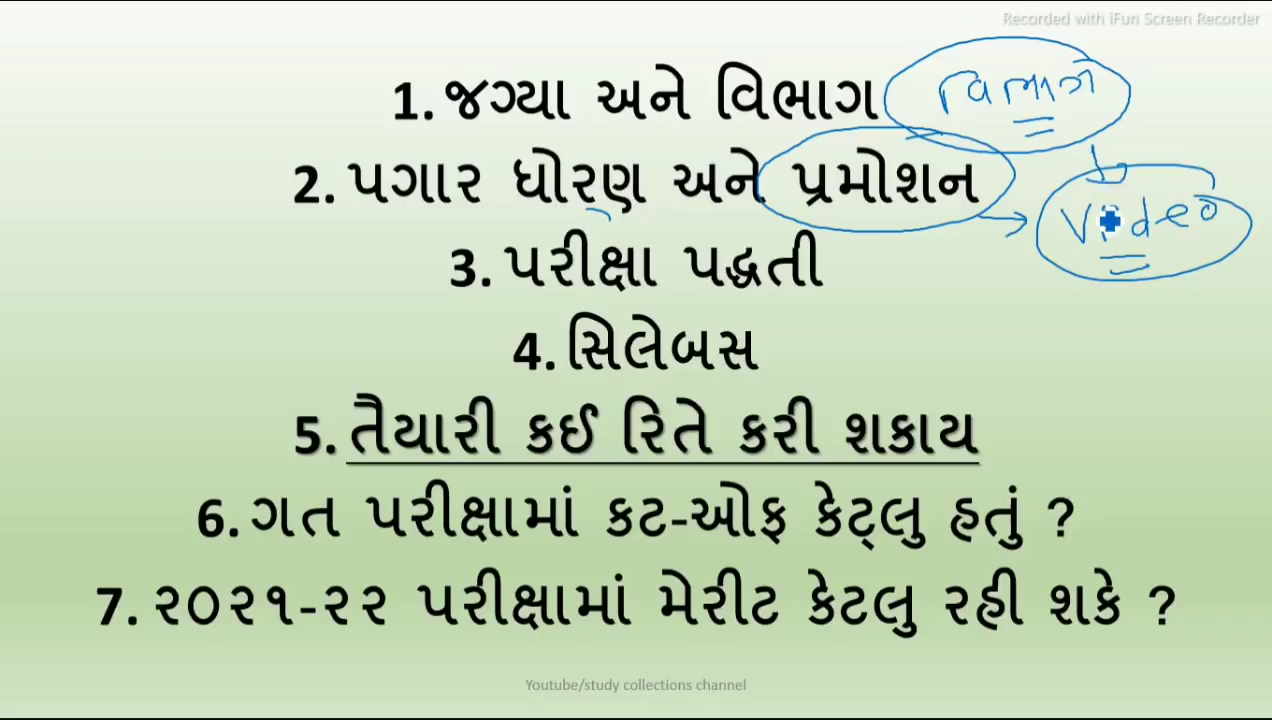 Recorded with iFun Screen Recorder
1. જગ્યા અને વિભાગ વિભાગ
2. પગાર ધોરણ અને પ્રમોશન
Video
3. પરીક્ષા પદ્ધતી
4. સિલેબસ
5. તૈયારી કઈ રિતે કરી શકાય
6. ગત પરીક્ષામાં કટ-ઓફ કેટ્લુ હતું ?
7. ૨૦૨૧-૨૨ પરીક્ષામાં મેરીટ કેટલુ રહી શકે ?
Youtube/study collections channel